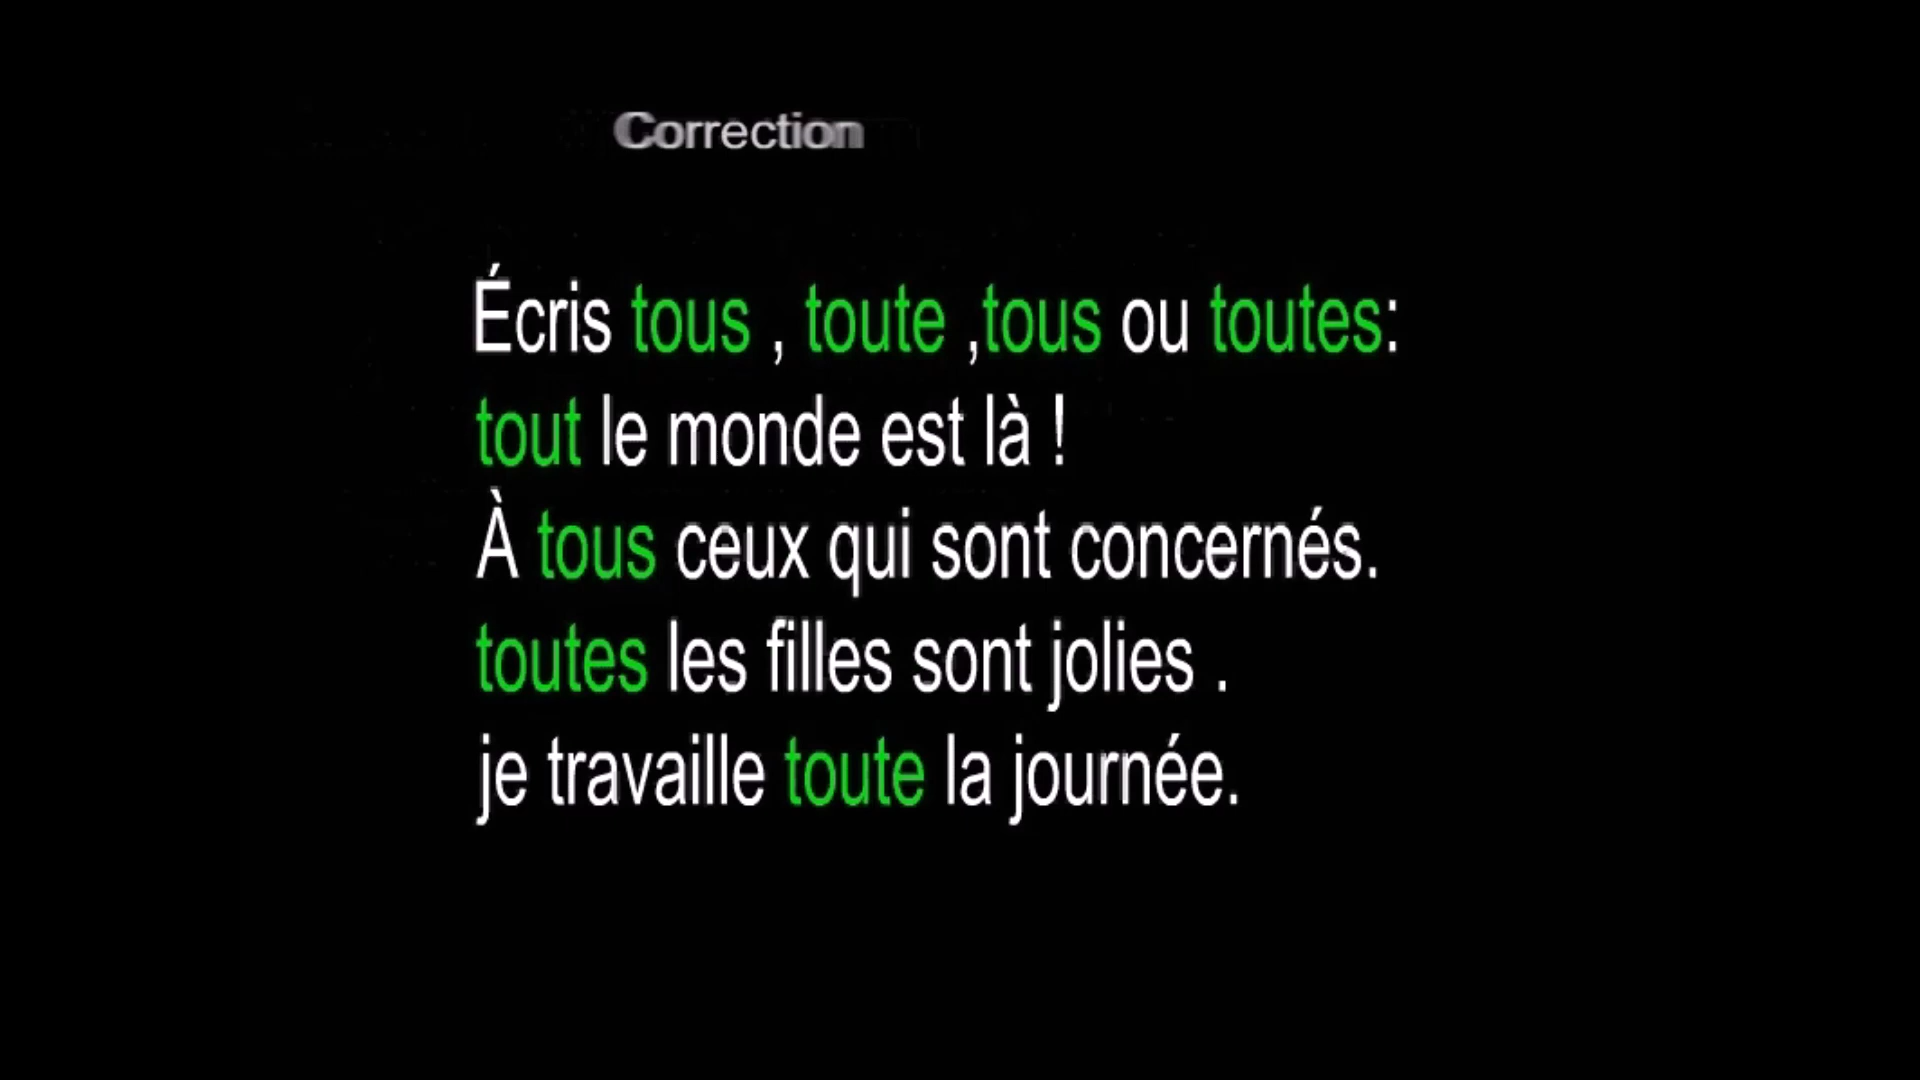 Correction
Écris tous , toute ,tous ou toutes:
tout le monde est là !
À tous ceux qui sont concernés.
toutes les filles sont jolies .
je travaille toute la journée.